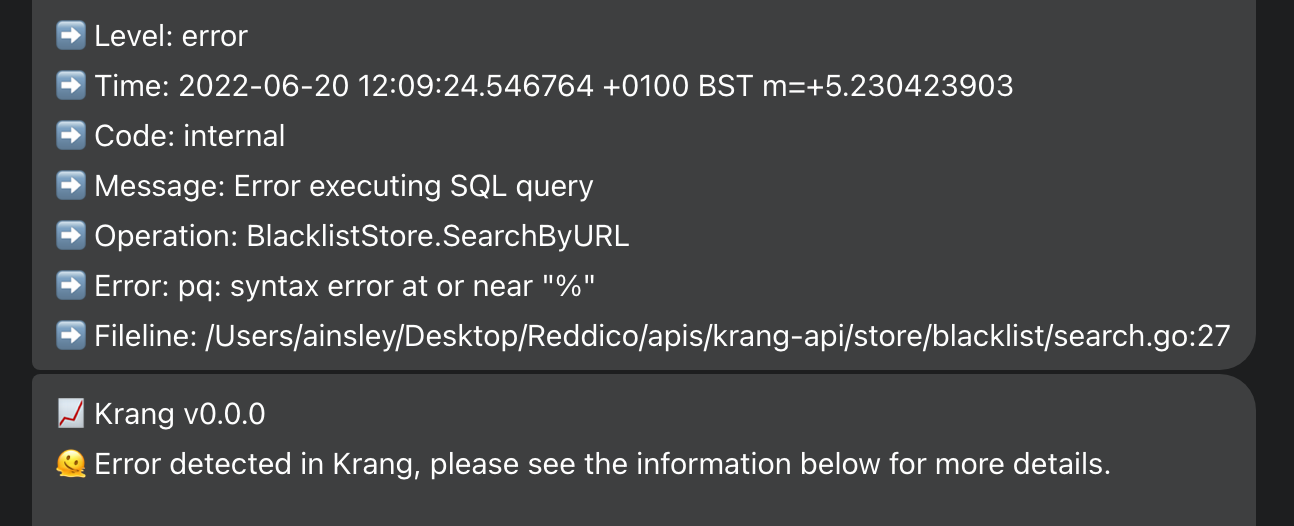 ➡️ Level: error
➡️ Time: 2022-06-20 12:09:24.546764 +0100 BST m=+5.230423903
➡️ Code: internal
➡️ Message: Error executing SQL query
➡️ Operation: BlacklistStore.SearchByURL
➡️ Error: pq: syntax error at or near "%"
➡️ Fileline: /Users/ainsley/Desktop/Reddico/apis/krang-api/store/blacklist/search.go:27
📈 Krang v0.0.0
🫠 Error detected in Krang, please see the information below for more details.